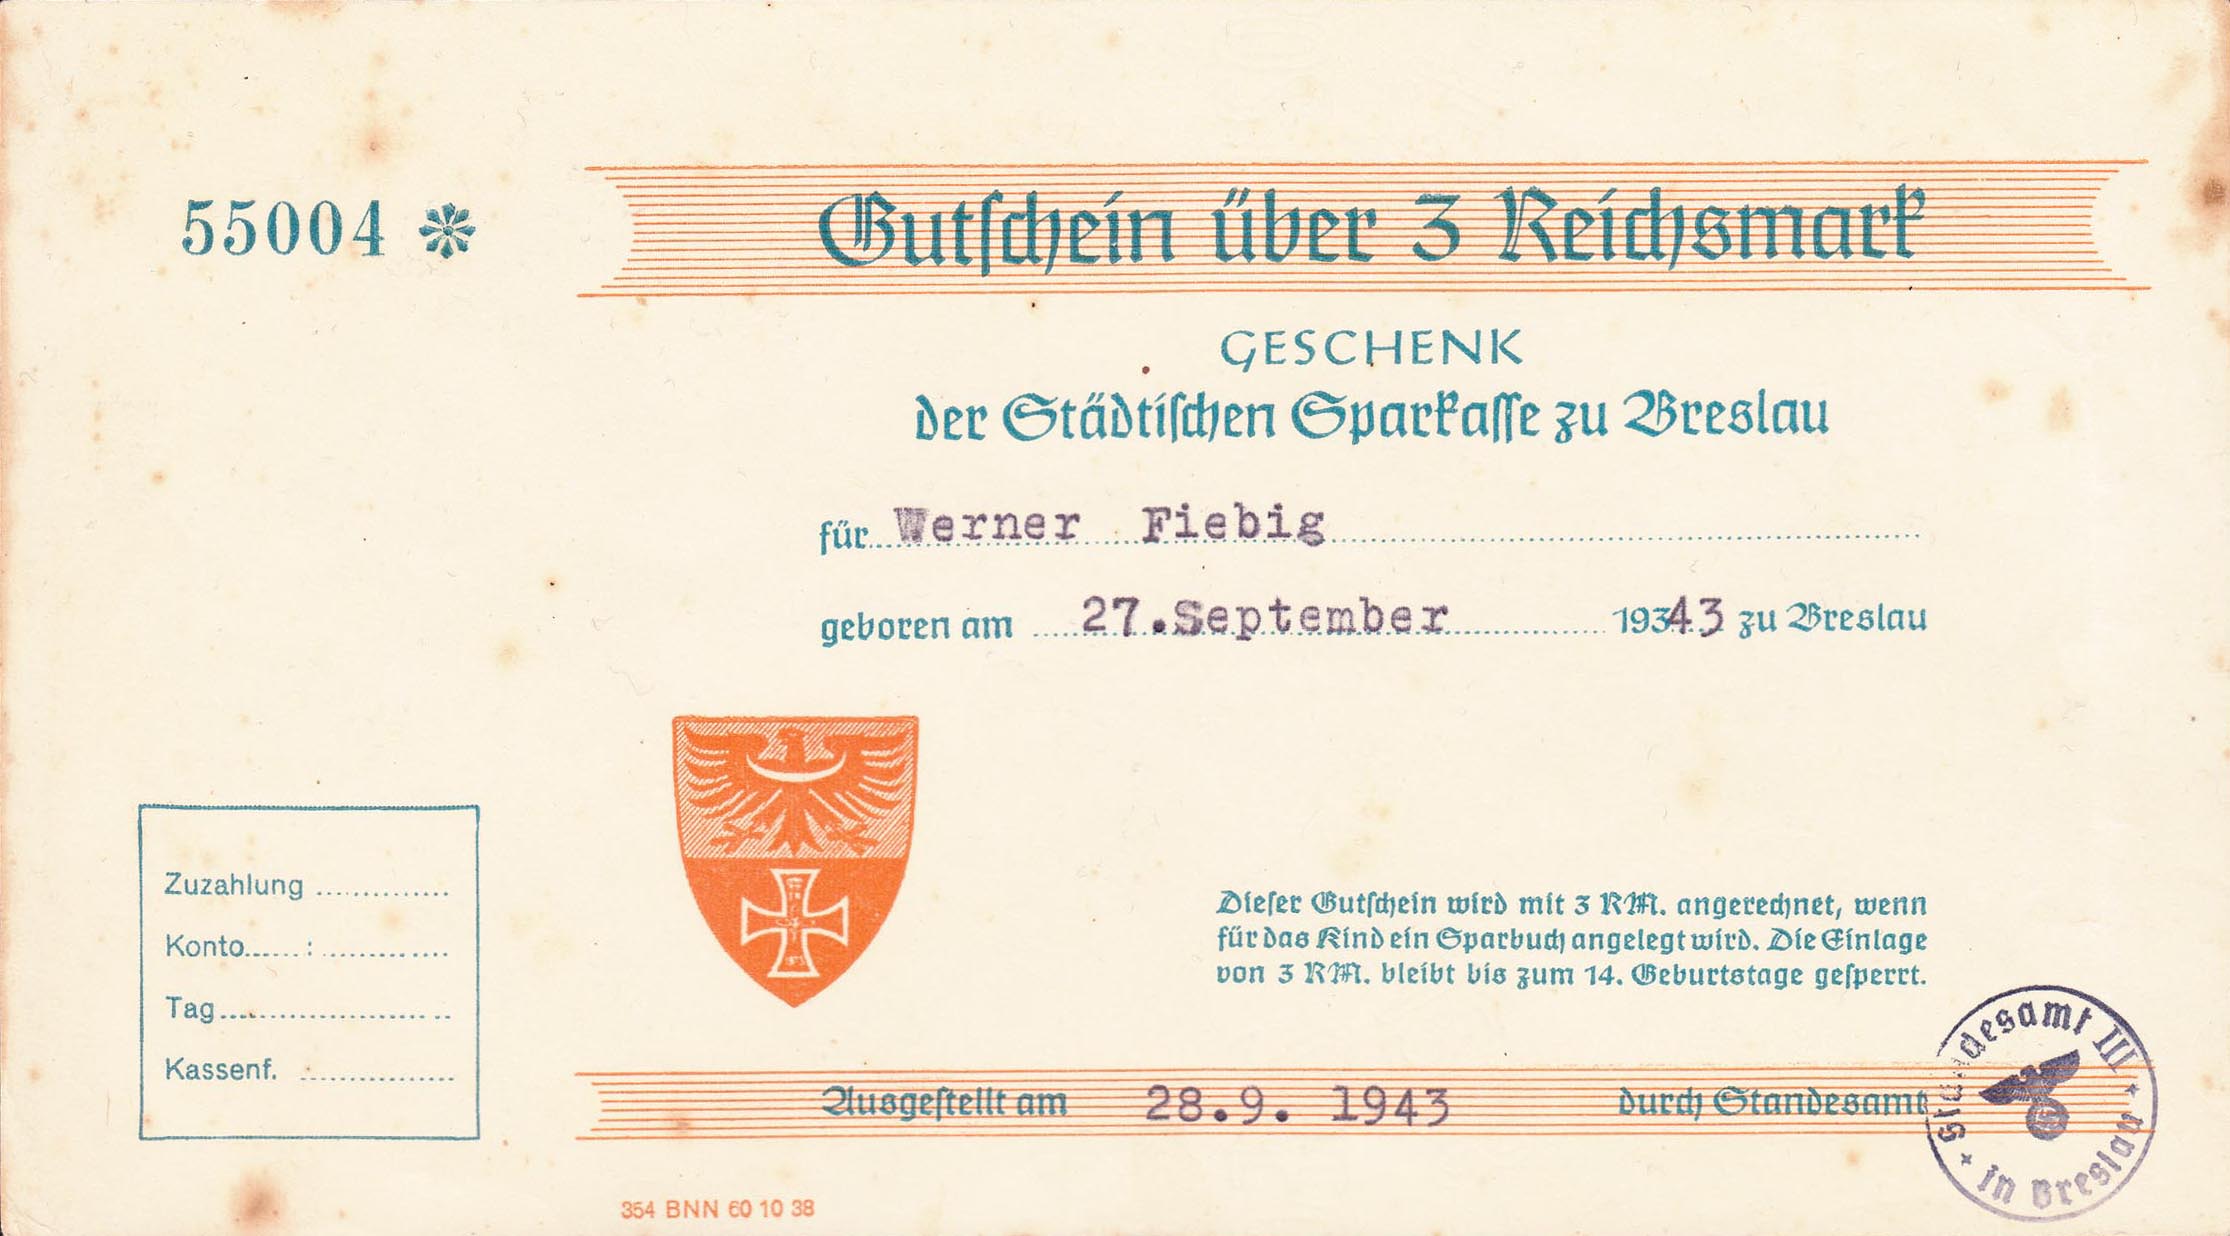 55004 *
Gutſchein über 3 Reichsmark
GESCHENK
der Städtiſchen Sparkaſſe zu Breslau
für Werner Fiebig
geboren am 27.September 19343 zu Breslau
Zuzahlung
Konto :
Tag
Kassenf.
Dieſer Gutſchein wird mit 3 RM. angerechnet, wenn
für das Kind ein Sparbuch angelegt wird. Die Einlage
von 3 RM. bleibt bis zum 14. Geburtstage geſperrt.
Ausgeſtellt am 28.9. 1943 durch Standesamt
Standesamt III
in Breslau
354 BNN 60 10 38